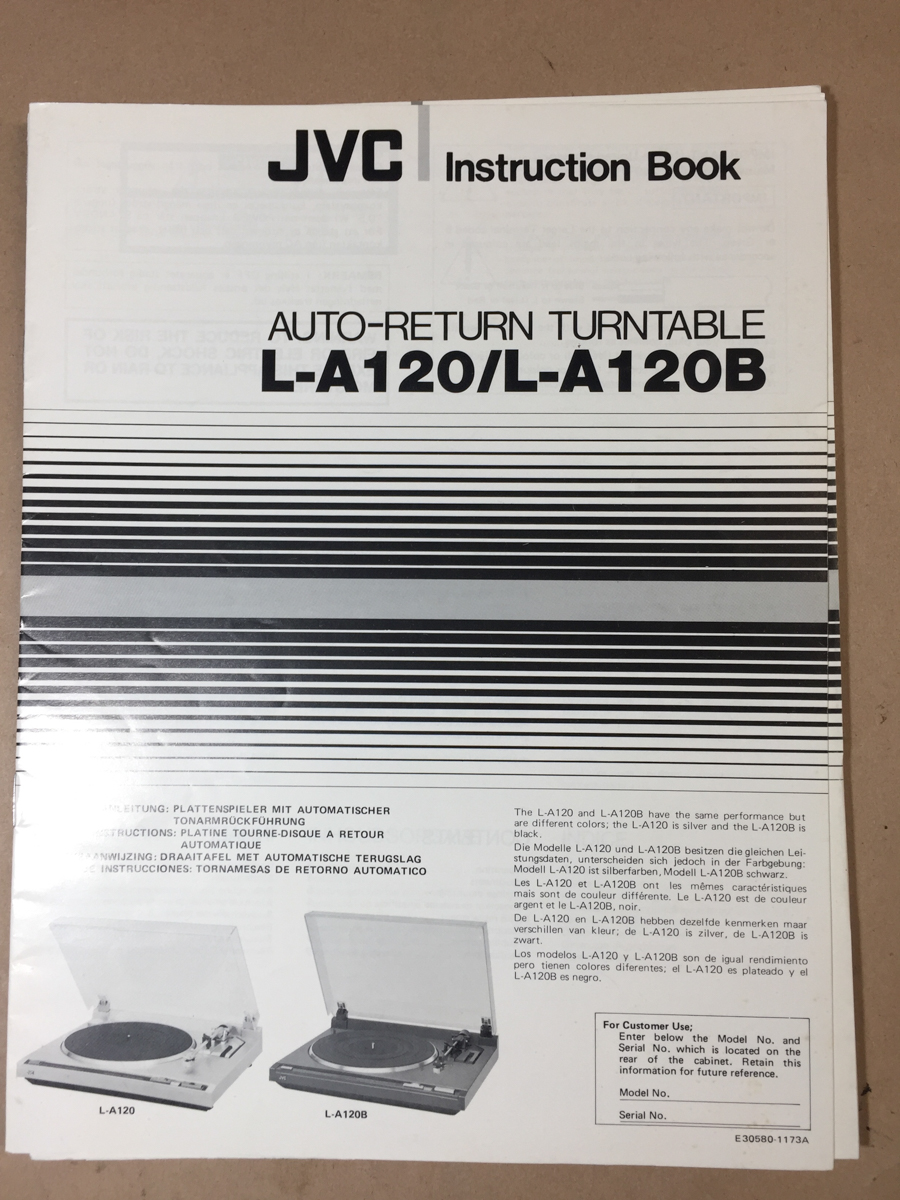 JVC Instruction Book
AUTO-RETURN TURNTABLE
L-A120/L-A120B
PLATTENSPIELER MIT AUTOMATISCHER
TONARMRÜCKFÜHRUNG
PLATINE TOURNE-DISQUE A RETOUR
AUTOMATIQUE
DRAAITAFEL MET AUTOMATISCHE TERUGSLAG
INSTRUCCIONES: TORNAMESAS DE RETORNO AUTOMATICO
The L-A120 and L-A120B have the same performance but
are different colors; the L-A120 is silver and the L-A120B is
black.
Die Modelle L-A120 und L-A120B besitzen die gleichen Lei-
stungsdaten, unterscheiden sich jedoch in der Farbgebung:
Modell L-A120 ist silberfarben, Modell L-A120B schwarz.
Les L-A120 et L-A120B ont les mêmes caractéristiques
mais sont de couleur différente. Le L-A120 est de couleur
argent et le L-A120B, noir.
De L-A120 en L-A120B hebben dezelfde kenmerken maar
verschillen van kleur; de L-A120 is zilver, de L-A120B is
zwart.
Los modelos L-A120 y L-A120B son de igual rendimiento
pero tienen colores diferentes; el L-A120 es plateado y el
L-A120B es negro.
L-A120
L-A120B
For Customer Use;
Enter below the Model No. and
Serial No. which is located on the
rear of the cabinet. Retain this
information for future reference.
Model No.
Serial No.
E30580-1173A